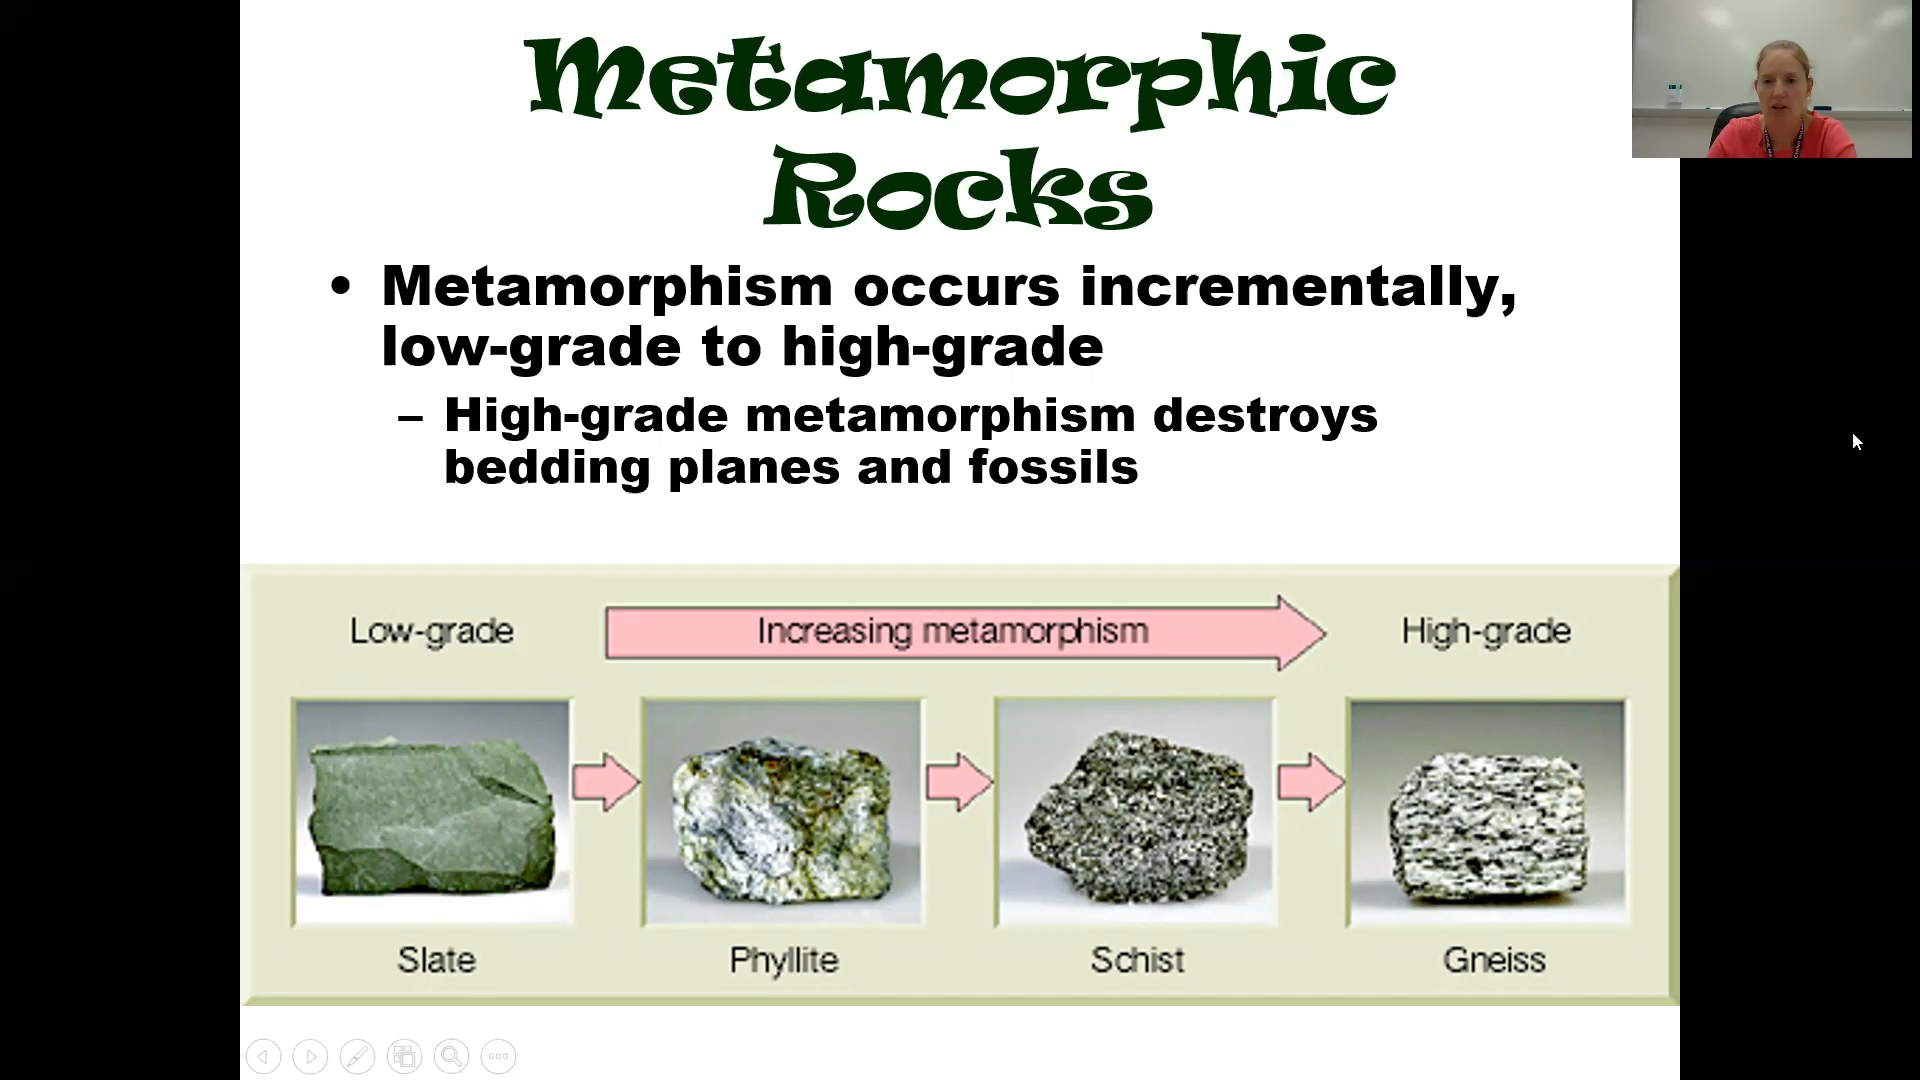 Metamorphic
Rocks
• Metamorphism occurs incrementally,
low-grade to high-grade
– High-grade metamorphism destroys
bedding planes and fossils
Low-grade
Increasing metamorphism
High-grade
Slate
Phyllite
Schist
Gneiss